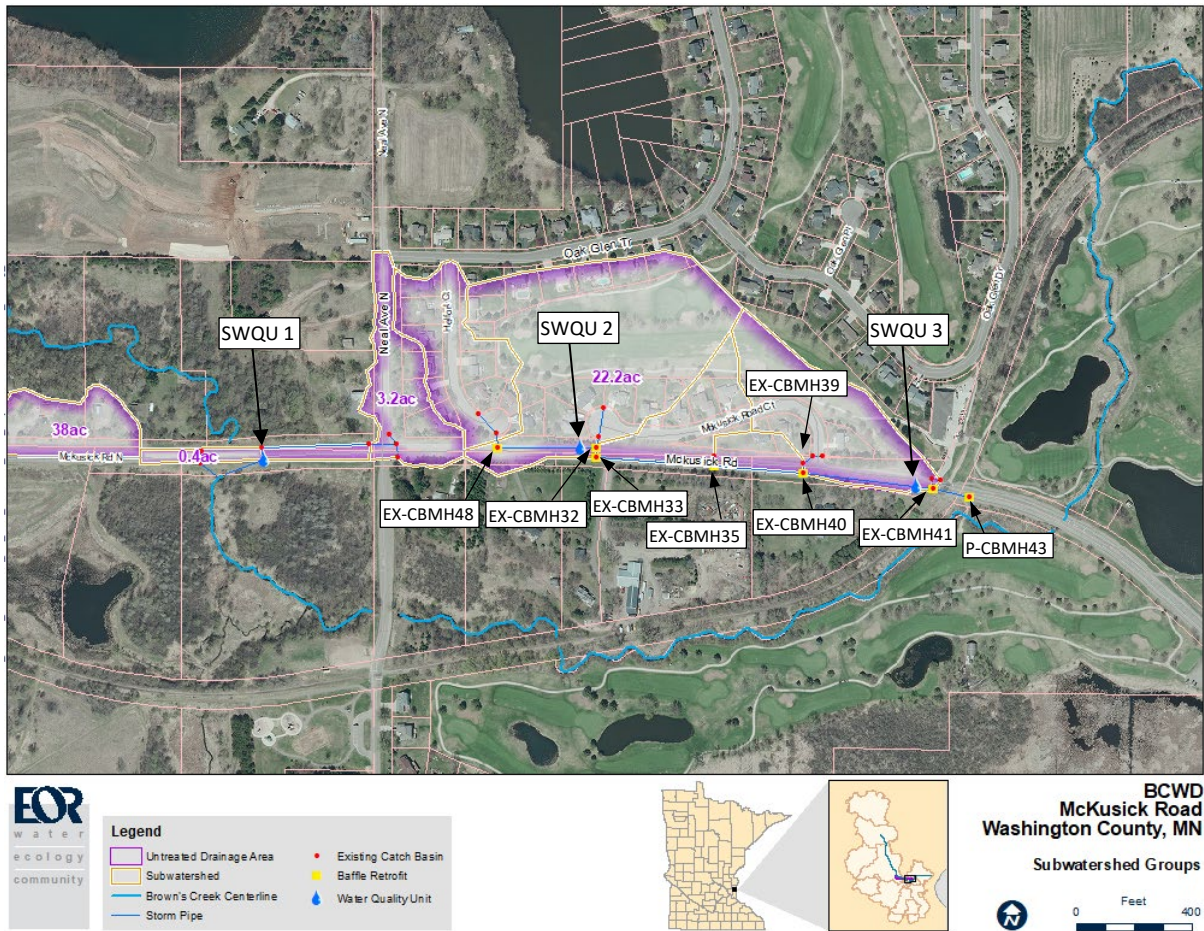 Neal Ave N
Oak Glen Tr
Oak Glen Pl
Oak Glen Dr
SWQU 1
Neal Ave N
SWQU 2
SWQU 3
22.2ac
EX-CBMH39
3.2ac
McKusick Road Ct
38ac
McKusick Rd N
0.4ac
McKusick Rd
EX-CBMH48
EX-CBMH32
EX-CBMH33
EX-CBMH35
EX-CBMH40
EX-CBMH41
P-CBMH43
EOR
water
ecology
community
Legend
Untreated Drainage Area
Subwatershed
Brown's Creek Centerline
Storm Pipe
Existing Catch Basin
Baffle Retrofit
Water Quality Unit
BCWD
McKusick Road
Washington County, MN
Subwatershed Groups
N
Feet
0 400